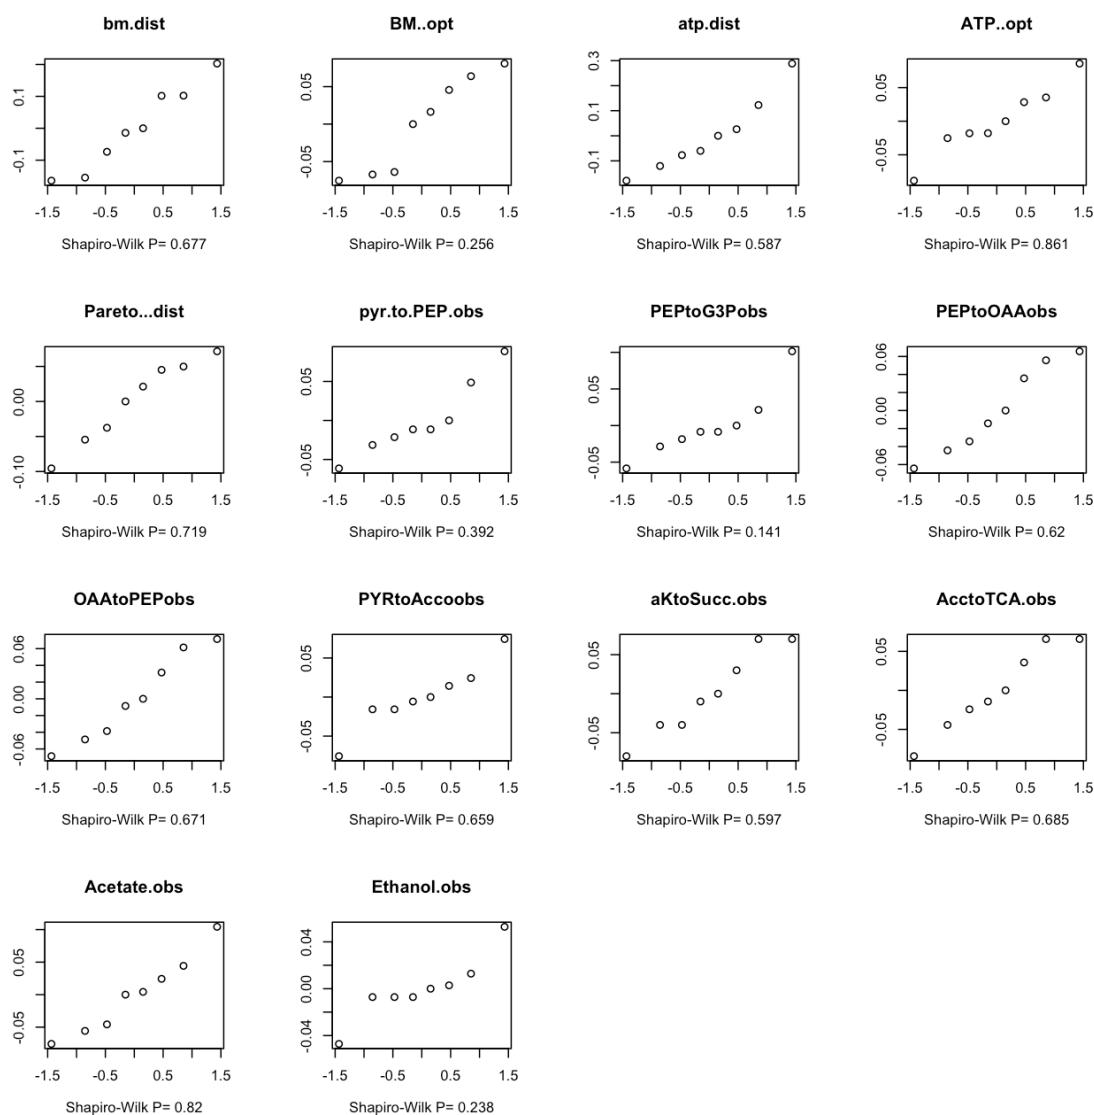 bm.dist
-0.1 0.1
-1.5 -0.5 0.5 1.5
Shapiro-Wilk P= 0.677
BM..opt
-0.05 0.05
-1.5 -0.5 0.5 1.5
Shapiro-Wilk P= 0.256
atp.dist
-0.1 0.1 0.3
-1.5 -0.5 0.5 1.5
Shapiro-Wilk P= 0.587
ATP..opt
-0.05 0.05
-1.5 -0.5 0.5 1.5
Shapiro-Wilk P= 0.861
Pareto...dist
-0.10 0.00
-1.5 -0.5 0.5 1.5
Shapiro-Wilk P= 0.719
pyr.to.PEP.obs
-0.05 0.05
-1.5 -0.5 0.5 1.5
Shapiro-Wilk P= 0.392
PEPtoG3Pobs
-0.05 0.05
-1.5 -0.5 0.5 1.5
Shapiro-Wilk P= 0.141
PEPtoOAAobs
-0.06 0.00 0.06
-1.5 -0.5 0.5 1.5
Shapiro-Wilk P= 0.62
OAAtoPEPobs
-0.06 0.00 0.06
-1.5 -0.5 0.5 1.5
Shapiro-Wilk P= 0.671
PYRtoAccoobs
-0.05 0.05
-1.5 -0.5 0.5 1.5
Shapiro-Wilk P= 0.659
aKtoSucc.obs
-0.05 0.05
-1.5 -0.5 0.5 1.5
Shapiro-Wilk P= 0.597
AcctoTCA.obs
-0.05 0.05
-1.5 -0.5 0.5 1.5
Shapiro-Wilk P= 0.685
Acetate.obs
-0.05 0.05
-1.5 -0.5 0.5 1.5
Shapiro-Wilk P= 0.82
Ethanol.obs
-0.04 0.00 0.04
-1.5 -0.5 0.5 1.5
Shapiro-Wilk P= 0.238